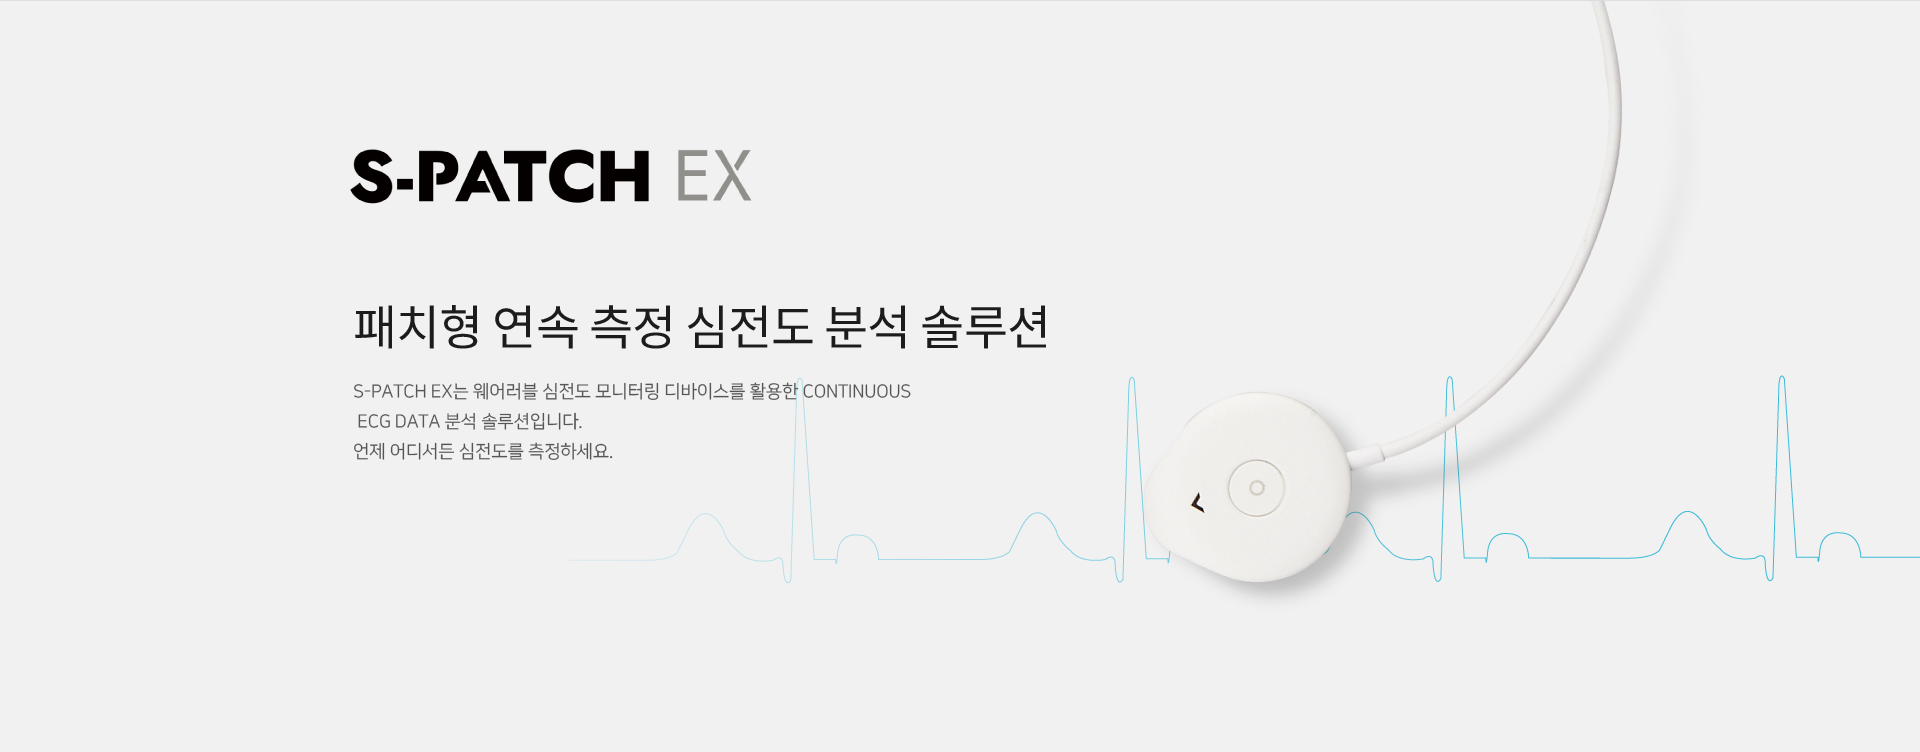 S-PATCH EX
패치형 연속 측정 심전도 분석 솔루션
S-PATCH EX는 웨어러블 심전도 모니터링 디바이스를 활용한 CONTINUOUS
ECG DATA 분석 솔루션입니다.
언제 어디서든 심전도를 측정하세요.